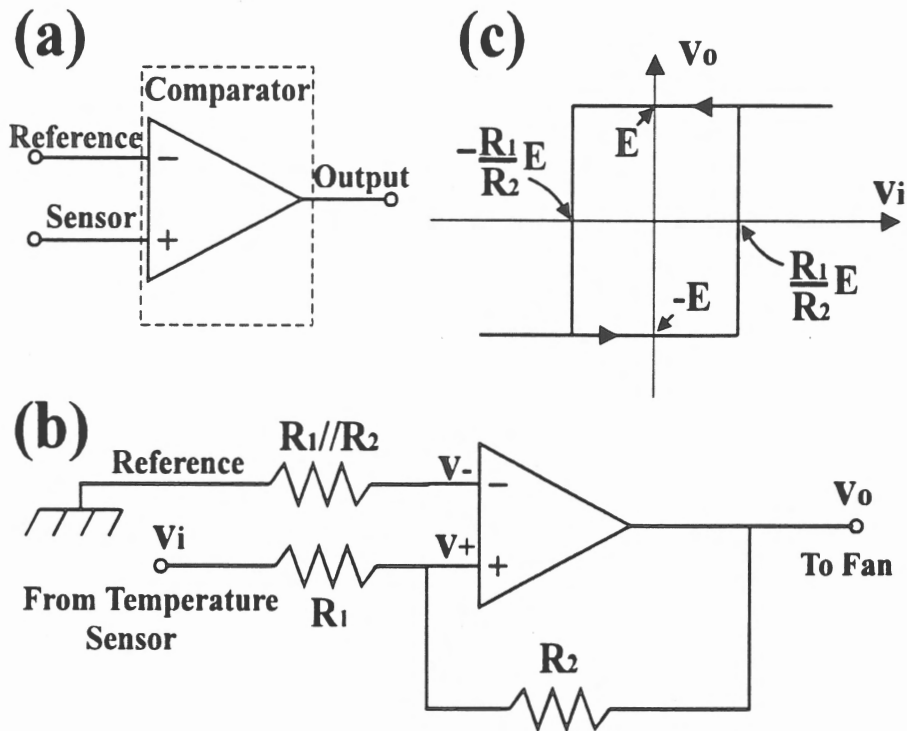 (a)
Comparator
Reference
−
Sensor
+
Output
(c)
Vo
E
-R1/R2 E
Vi
R1/R2 E
-E
(b)
R1//R2
Reference
V-
−
Vi
V+
+
Vo
From Temperature
Sensor
R1
To Fan
R2